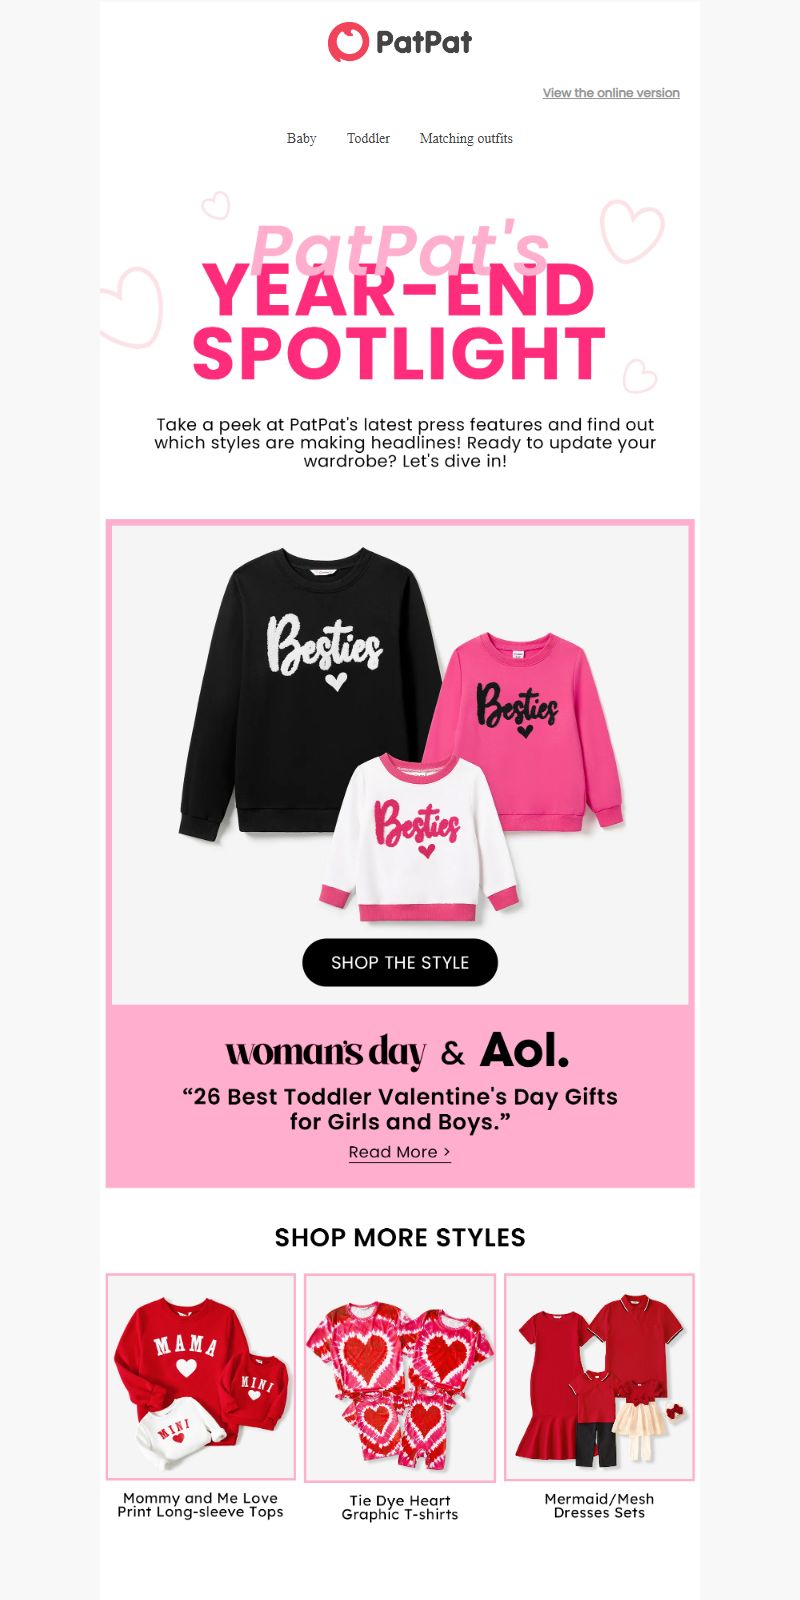 PatPat
View the online version
Baby Toddler Matching outfits
PatPat's
YEAR-END
SPOTLIGHT
Take a peek at PatPat's latest press features and find out
which styles are making headlines! Ready to update your
wardrobe? Let's dive in!
Besties
Besties
Besties
SHOP THE STYLE
woman's day & Aol.
“26 Best Toddler Valentine's Day Gifts
for Girls and Boys.”
Read More >
SHOP MORE STYLES
MAMA
MINI
MINI
Mommy and Me Love
Print Long-sleeve Tops
Tie Dye Heart
Graphic T-shirts
Mermaid/Mesh
Dresses Sets